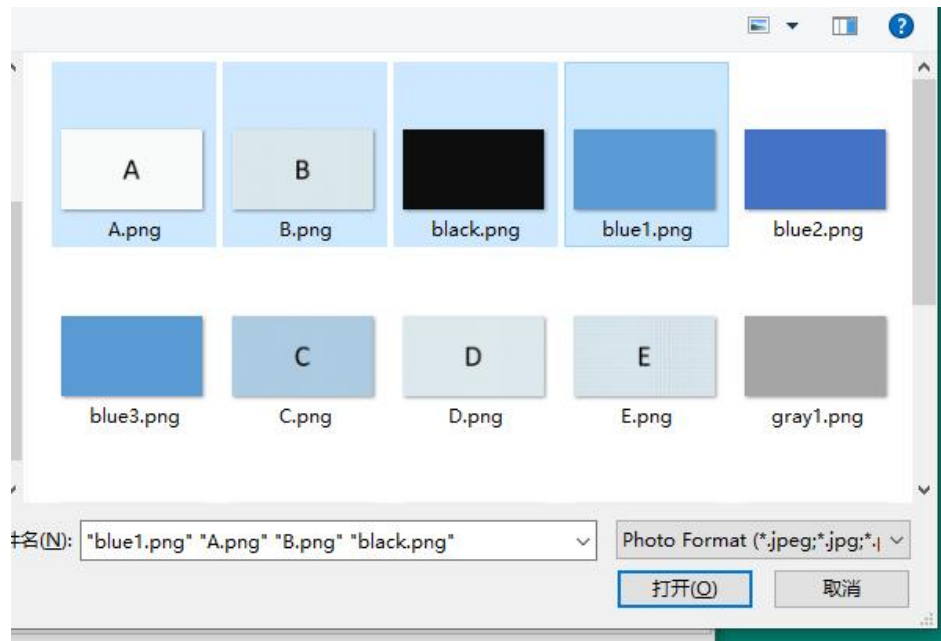 ?
A
B
A.png
B.png
black.png
blue1.png
blue2.png
C
D
E
blue3.png
C.png
D.png
E.png
gray1.png
件名(N):
"blue1.png" "A.png" "B.png" "black.png"
Photo Format (*.jpeg;*.jpg;*.
打开(O)
取消